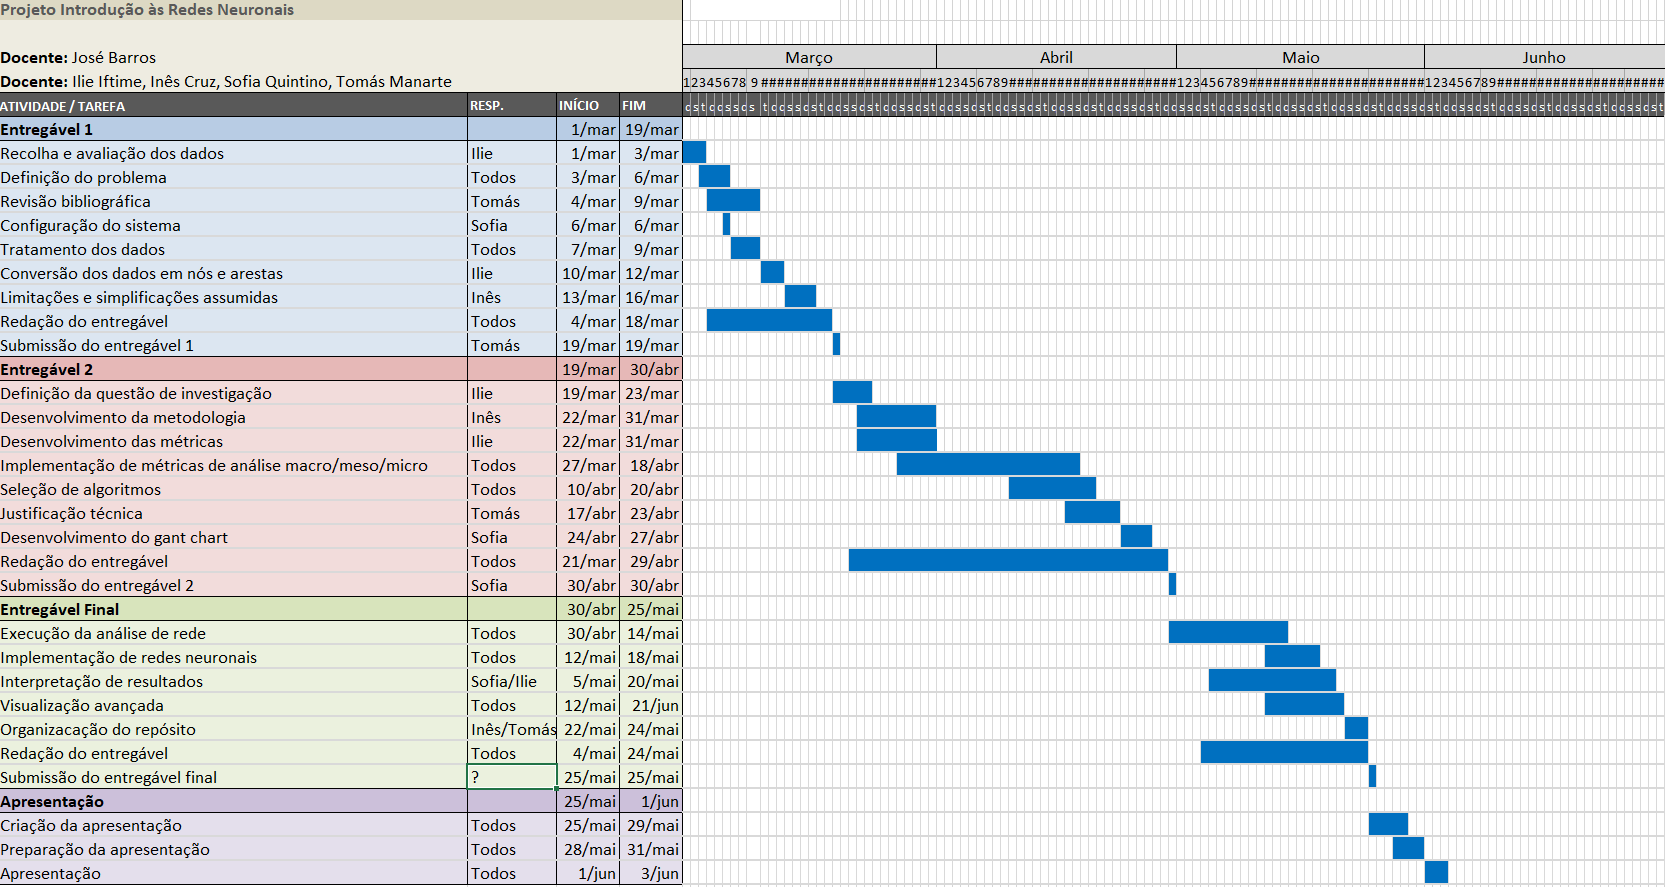 Projeto Introdução às Redes Neuronais
Docente: José Barros
Março Abril Maio Junho
Docente: Ilie Iftime, Inês Cruz, Sofia Quintino, Tomás Manarte
ATIVIDADE / TAREFA RESP. INÍCIO FIM
Entregável 1 1/mar 19/mar
Recolha e avaliação dos dados Ilie 1/mar 3/mar
Definição do problema Todos 3/mar 6/mar
Revisão bibliográfica Tomás 4/mar 9/mar
Configuração do sistema Sofia 6/mar 6/mar
Tratamento dos dados Todos 7/mar 9/mar
Conversão dos dados em nós e arestas Ilie 10/mar 12/mar
Limitações e simplificações assumidas Inês 13/mar 16/mar
Redação do entregável Todos 4/mar 18/mar
Submissão do entregável 1 Tomás 19/mar 19/mar
Entregável 2 19/mar 30/abr
Definição da questão de investigação Ilie 19/mar 23/mar
Desenvolvimento da metodologia Inês 22/mar 31/mar
Desenvolvimento das métricas Ilie 22/mar 31/mar
Implementação de métricas de análise macro/meso/micro Todos 27/mar 18/abr
Seleção de algoritmos Todos 10/abr 20/abr
Justificação técnica Tomás 17/abr 23/abr
Desenvolvimento do gant chart Sofia 24/abr 27/abr
Redação do entregável Todos 21/mar 29/abr
Submissão do entregável 2 Sofia 30/abr 30/abr
Entregável Final 30/abr 25/mai
Execução da análise de rede Todos 30/abr 14/mai
Implementação de redes neuronais Todos 12/mai 18/mai
Interpretação de resultados Sofia/Ilie 5/mai 20/mai
Visualização avançada Todos 12/mai 21/jun
Organizacação do repósito Inês/Tomás 22/mai 24/mai
Redação do entregável Todos 4/mai 24/mai
Submissão do entregável final ? 25/mai 25/mai
Apresentação 25/mai 1/jun
Criação da apresentação Todos 25/mai 29/mai
Preparação da apresentação Todos 28/mai 31/mai
Apresentação Todos 1/jun 3/jun